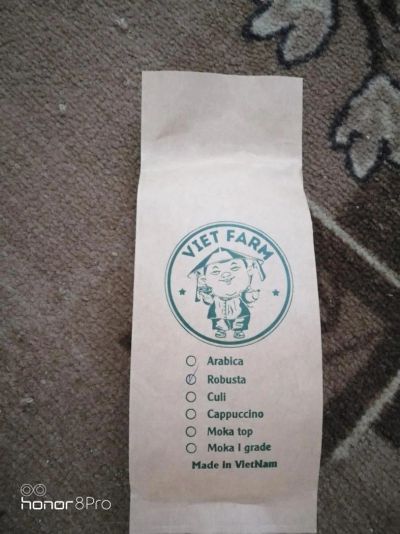 VIET FARM
Arabica
Robusta
Culi
Cappuccino
Moka top
Moka I grade
Made in VietNam
honor 8Pro